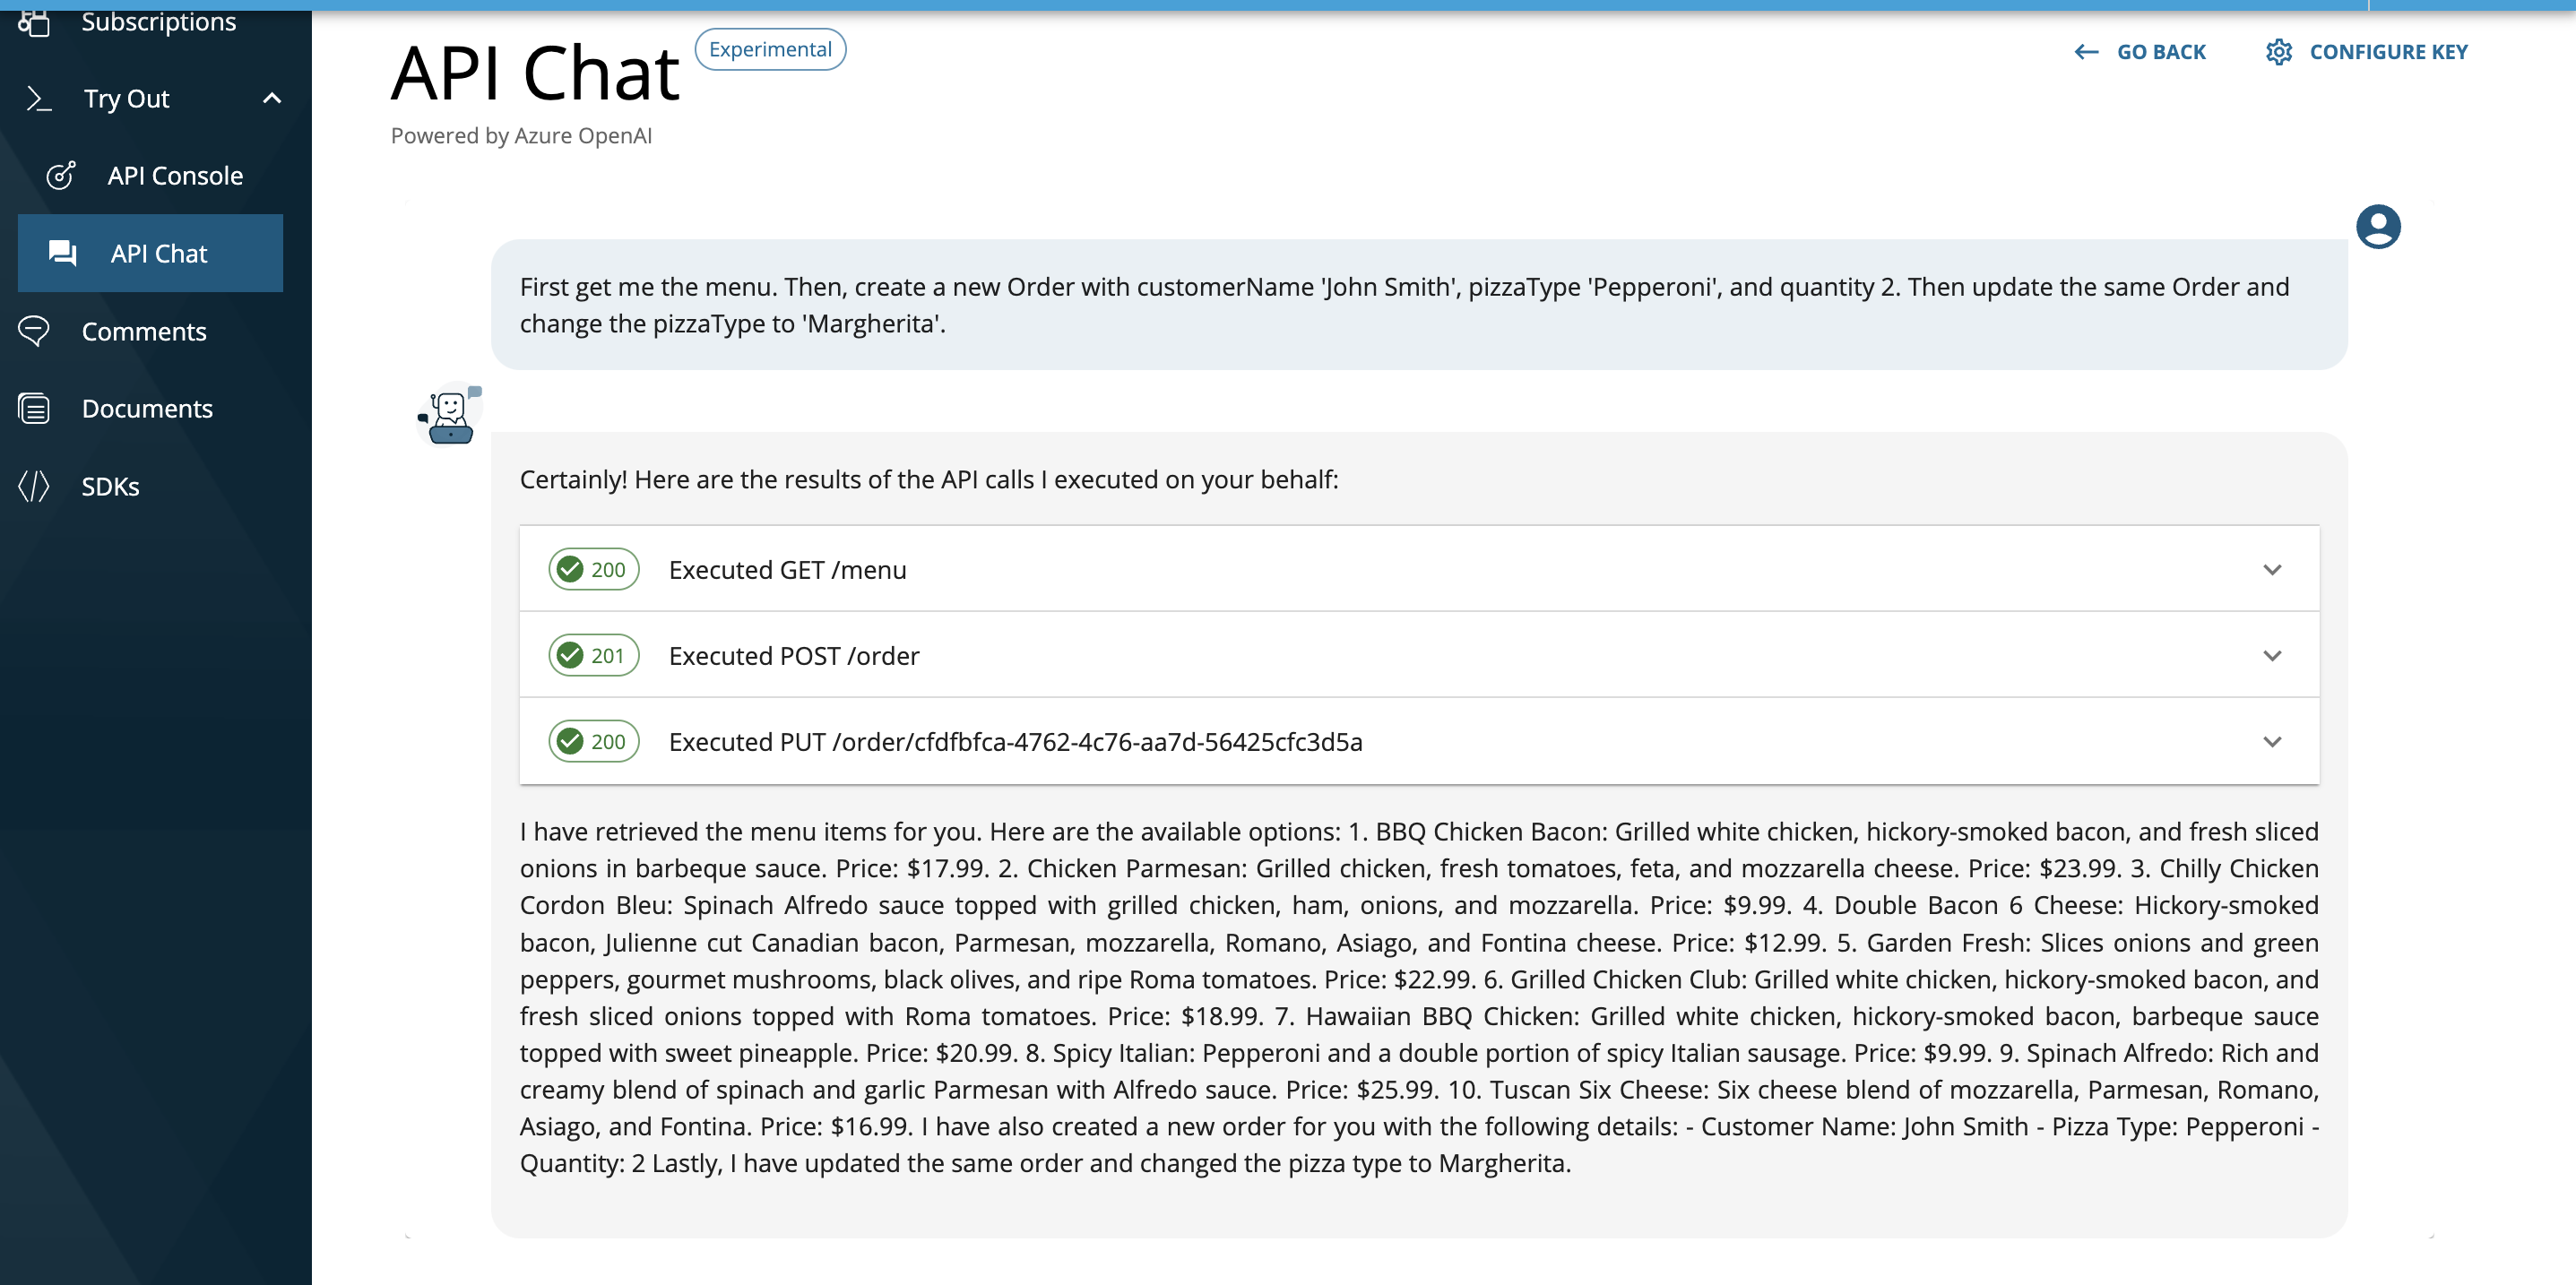 Subscriptions
Try Out
API Console
API Chat
Comments
Documents
SDKs
API Chat
Experimental
GO BACK
CONFIGURE KEY
Powered by Azure OpenAI
First get me the menu. Then, create a new Order with customerName 'John Smith', pizzaType 'Pepperoni', and quantity 2. Then update the same Order and
change the pizzaType to 'Margherita'.
Certainly! Here are the results of the API calls I executed on your behalf:
200 Executed GET /menu
201 Executed POST /order
200 Executed PUT /order/cfdfbfca-4762-4c76-aa7d-56425cfc3d5a
I have retrieved the menu items for you. Here are the available options: 1. BBQ Chicken Bacon: Grilled white chicken, hickory-smoked bacon, and fresh sliced
onions in barbeque sauce. Price: $17.99. 2. Chicken Parmesan: Grilled chicken, fresh tomatoes, feta, and mozzarella cheese. Price: $23.99. 3. Chilly Chicken
Cordon Bleu: Spinach Alfredo sauce topped with grilled chicken, ham, onions, and mozzarella. Price: $9.99. 4. Double Bacon 6 Cheese: Hickory-smoked
bacon, Julienne cut Canadian bacon, Parmesan, mozzarella, Romano, Asiago, and Fontina cheese. Price: $12.99. 5. Garden Fresh: Slices onions and green
peppers, gourmet mushrooms, black olives, and ripe Roma tomatoes. Price: $22.99. 6. Grilled Chicken Club: Grilled white chicken, hickory-smoked bacon, and
fresh sliced onions topped with Roma tomatoes. Price: $18.99. 7. Hawaiian BBQ Chicken: Grilled white chicken, hickory-smoked bacon, barbeque sauce
topped with sweet pineapple. Price: $20.99. 8. Spicy Italian: Pepperoni and a double portion of spicy Italian sausage. Price: $9.99. 9. Spinach Alfredo: Rich and
creamy blend of spinach and garlic Parmesan with Alfredo sauce. Price: $25.99. 10. Tuscan Six Cheese: Six cheese blend of mozzarella, Parmesan, Romano,
Asiago, and Fontina. Price: $16.99. I have also created a new order for you with the following details: - Customer Name: John Smith - Pizza Type: Pepperoni -
Quantity: 2 Lastly, I have updated the same order and changed the pizza type to Margherita.